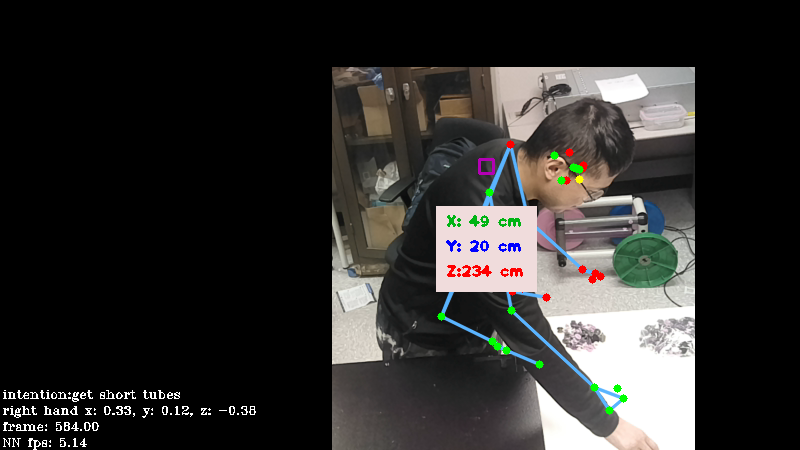 X: 49 cm
Y: 20 cm
Z:234 cm
intention:get short tubes
right hand x: 0.33, y: 0.12, z: -0.38
frame: 584.00
NN fps: 5.14